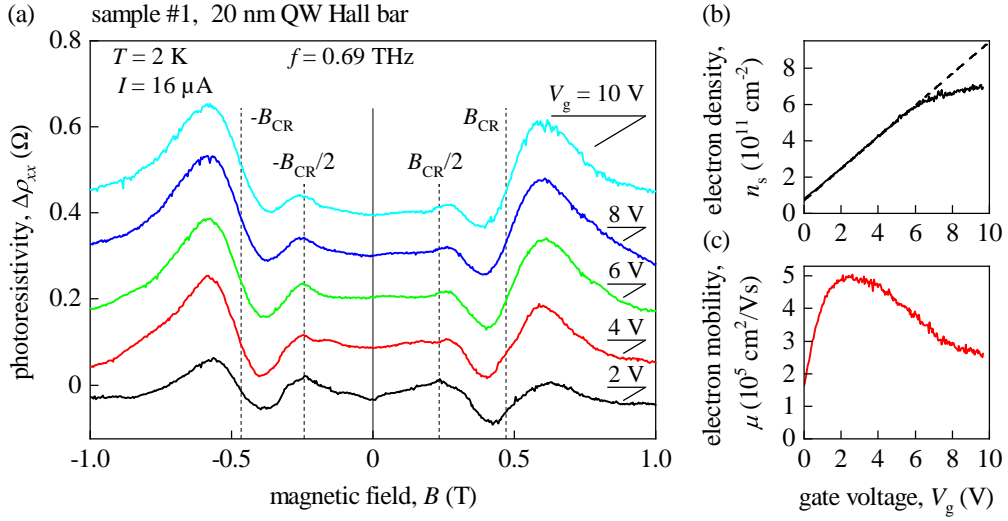 (a) sample #1, 20 nm QW Hall bar
T = 2 K
f = 0.69 THz
I = 16 µA
V_g = 10 V
-B_CR
B_CR
-B_CR/2
B_CR/2
8 V
6 V
4 V
2 V
0.8
0.6
0.4
0.2
0
photoresistivity, Δρ_xx (Ω)
-1.0 -0.5 0 0.5 1.0
magnetic field, B (T)
(b)
electron density,
n_s (10^11 cm^-2)
8
6
4
2
0
0 2 4 6 8 10
(c)
electron mobility,
µ (10^5 cm^2/Vs)
5
4
3
2
1
0
0 2 4 6 8 10
gate voltage, V_g (V)